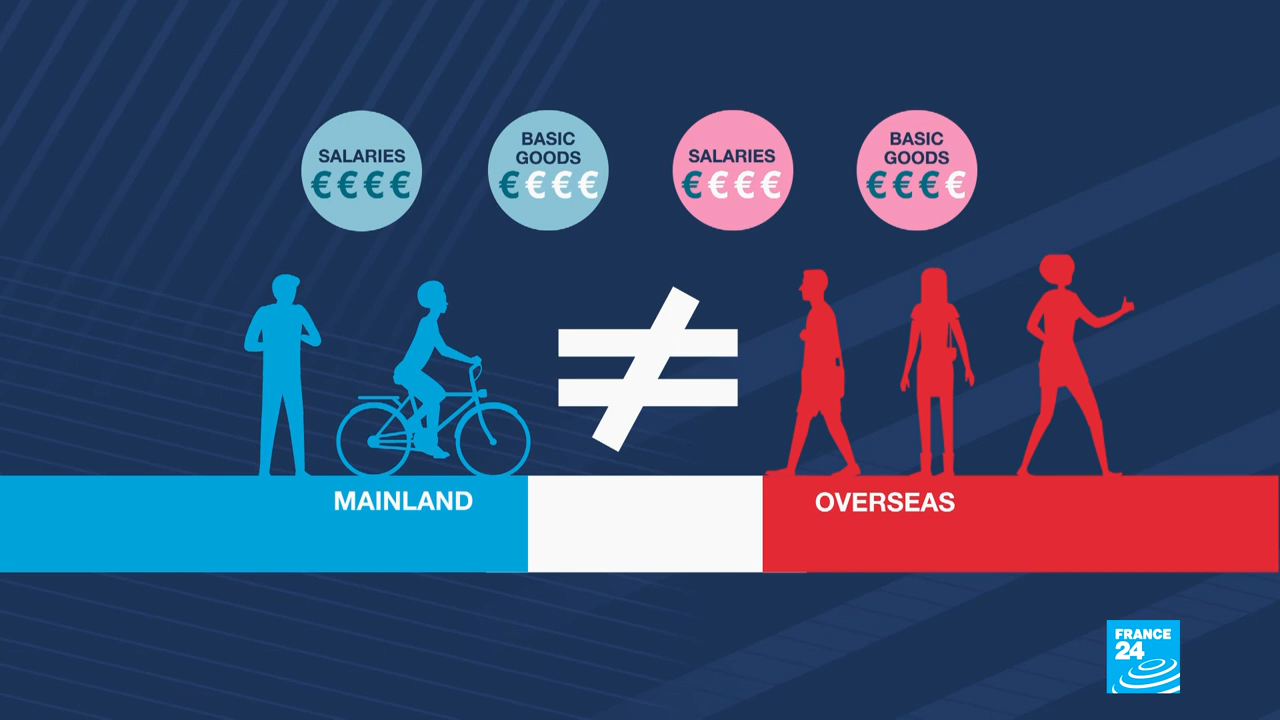 SALARIES
€€€€
BASIC
GOODS
€€€€
SALARIES
€€€€
BASIC
GOODS
€€€€
≠
MAINLAND
OVERSEAS
FRANCE
24